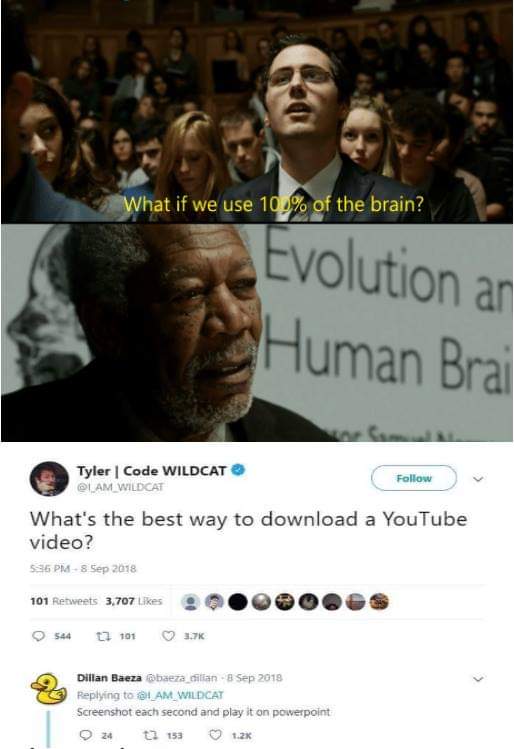 What if we use 100% of the brain?
Evolution an
Human Brai
Tyler | Code WILDCAT
Follow
@I_AM_WILDCAT
What's the best way to download a YouTube
video?
5:36 PM - 8 Sep 2018
101 Retweets 3,707 Likes
544 101 3.7K
Dillan Baeza @baeza_dillan · 8 Sep 2018
Replying to @I_AM_WILDCAT
Screenshot each second and play it on powerpoint
24 153 1.2K